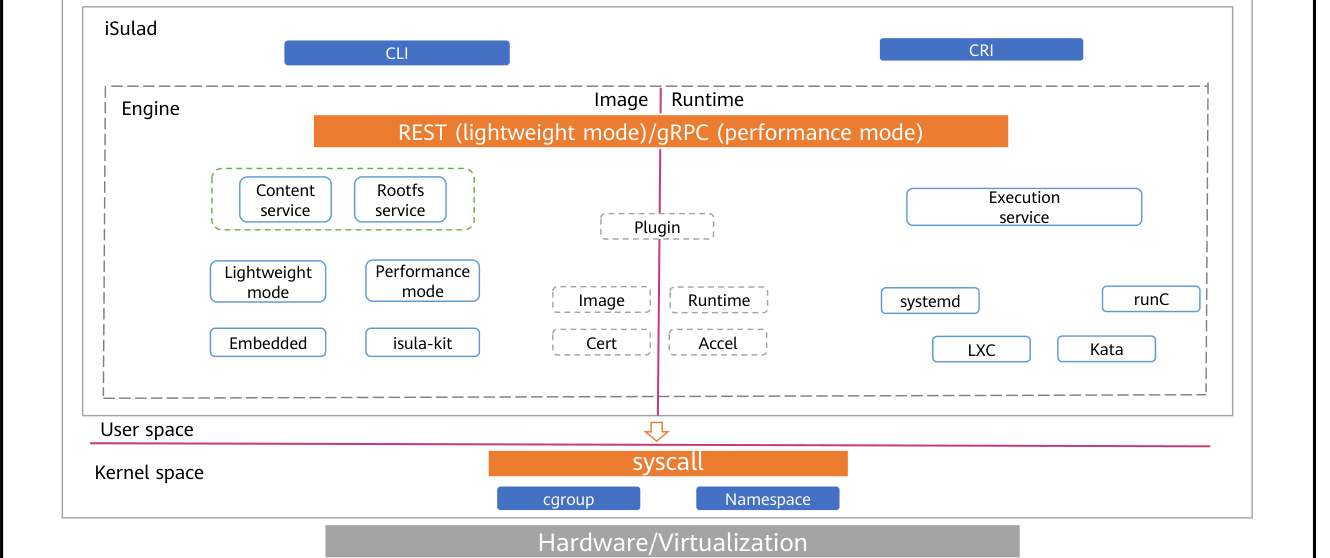 iSulad
CLI
CRI
Engine
Image
Runtime
REST (lightweight mode)/gRPC (performance mode)
Content
service
Rootfs
service
Execution
service
Plugin
Lightweight
mode
Performance
mode
Image
Runtime
systemd
runC
Embedded
isula-kit
Cert
Accel
LXC
Kata
User space
Kernel space
syscall
cgroup
Namespace
Hardware/Virtualization